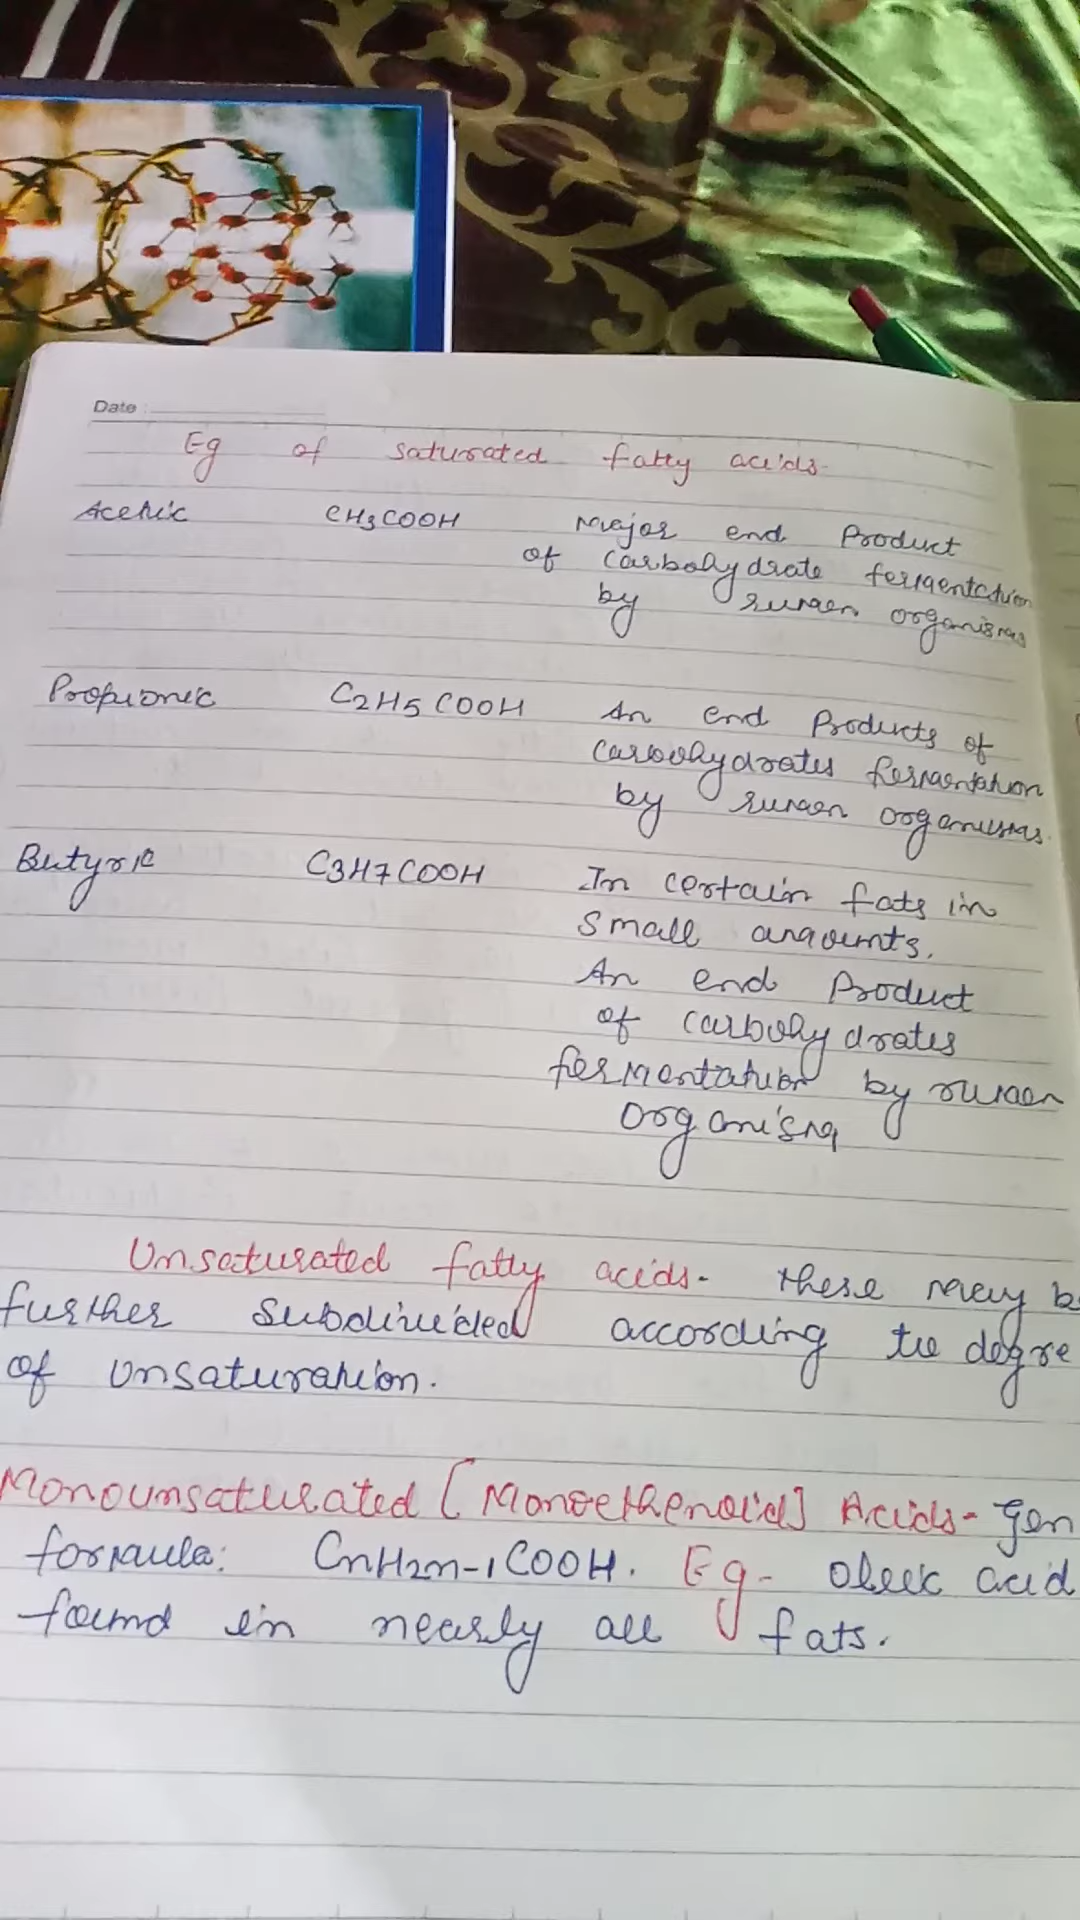 Date
Eg of saturated fatty acids-
Acetic CH3COOH Major end Product
of carbohydrate fermentation
by rumen organisms
Propionic C2H5COOH An end Products of
carbohydrates fermentation
by rumen organisms.
Butyric C3H7COOH In certain fats in
small amounts.
An end Product
of carbohydrates
fermentation by rumen
organism
Unsaturated fatty acids- these may b
further subdivided according to degre
of unsaturation.
Monounsaturated [Monoethenoid] Acids- Gen
formula: CnH2n-1COOH. Eg- Oleic acid
found in nearly all fats.